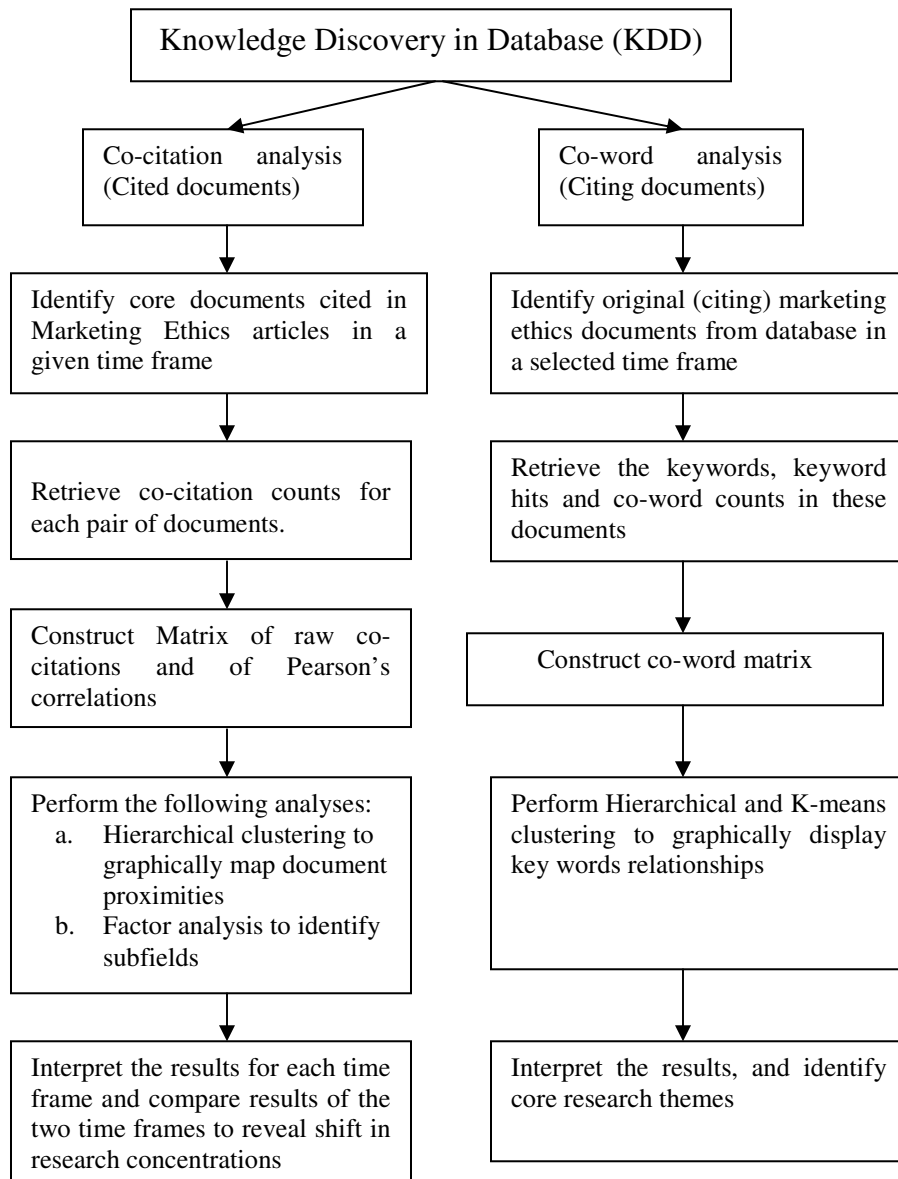 Knowledge Discovery in Database (KDD)
Co-citation analysis
(Cited documents)
Co-word analysis
(Citing documents)
Identify core documents cited in
Marketing Ethics articles in a
given time frame
Identify original (citing) marketing
ethics documents from database in
a selected time frame
Retrieve co-citation counts for
each pair of documents.
Retrieve the keywords, keyword
hits and co-word counts in these
documents
Construct Matrix of raw co-
citations and of Pearson’s
correlations
Construct co-word matrix
Perform the following analyses:
a. Hierarchical clustering to
graphically map document
proximities
b. Factor analysis to identify
subfields
Perform Hierarchical and K-means
clustering to graphically display
key words relationships
Interpret the results for each time
frame and compare results of the
two time frames to reveal shift in
research concentrations
Interpret the results, and identify
core research themes